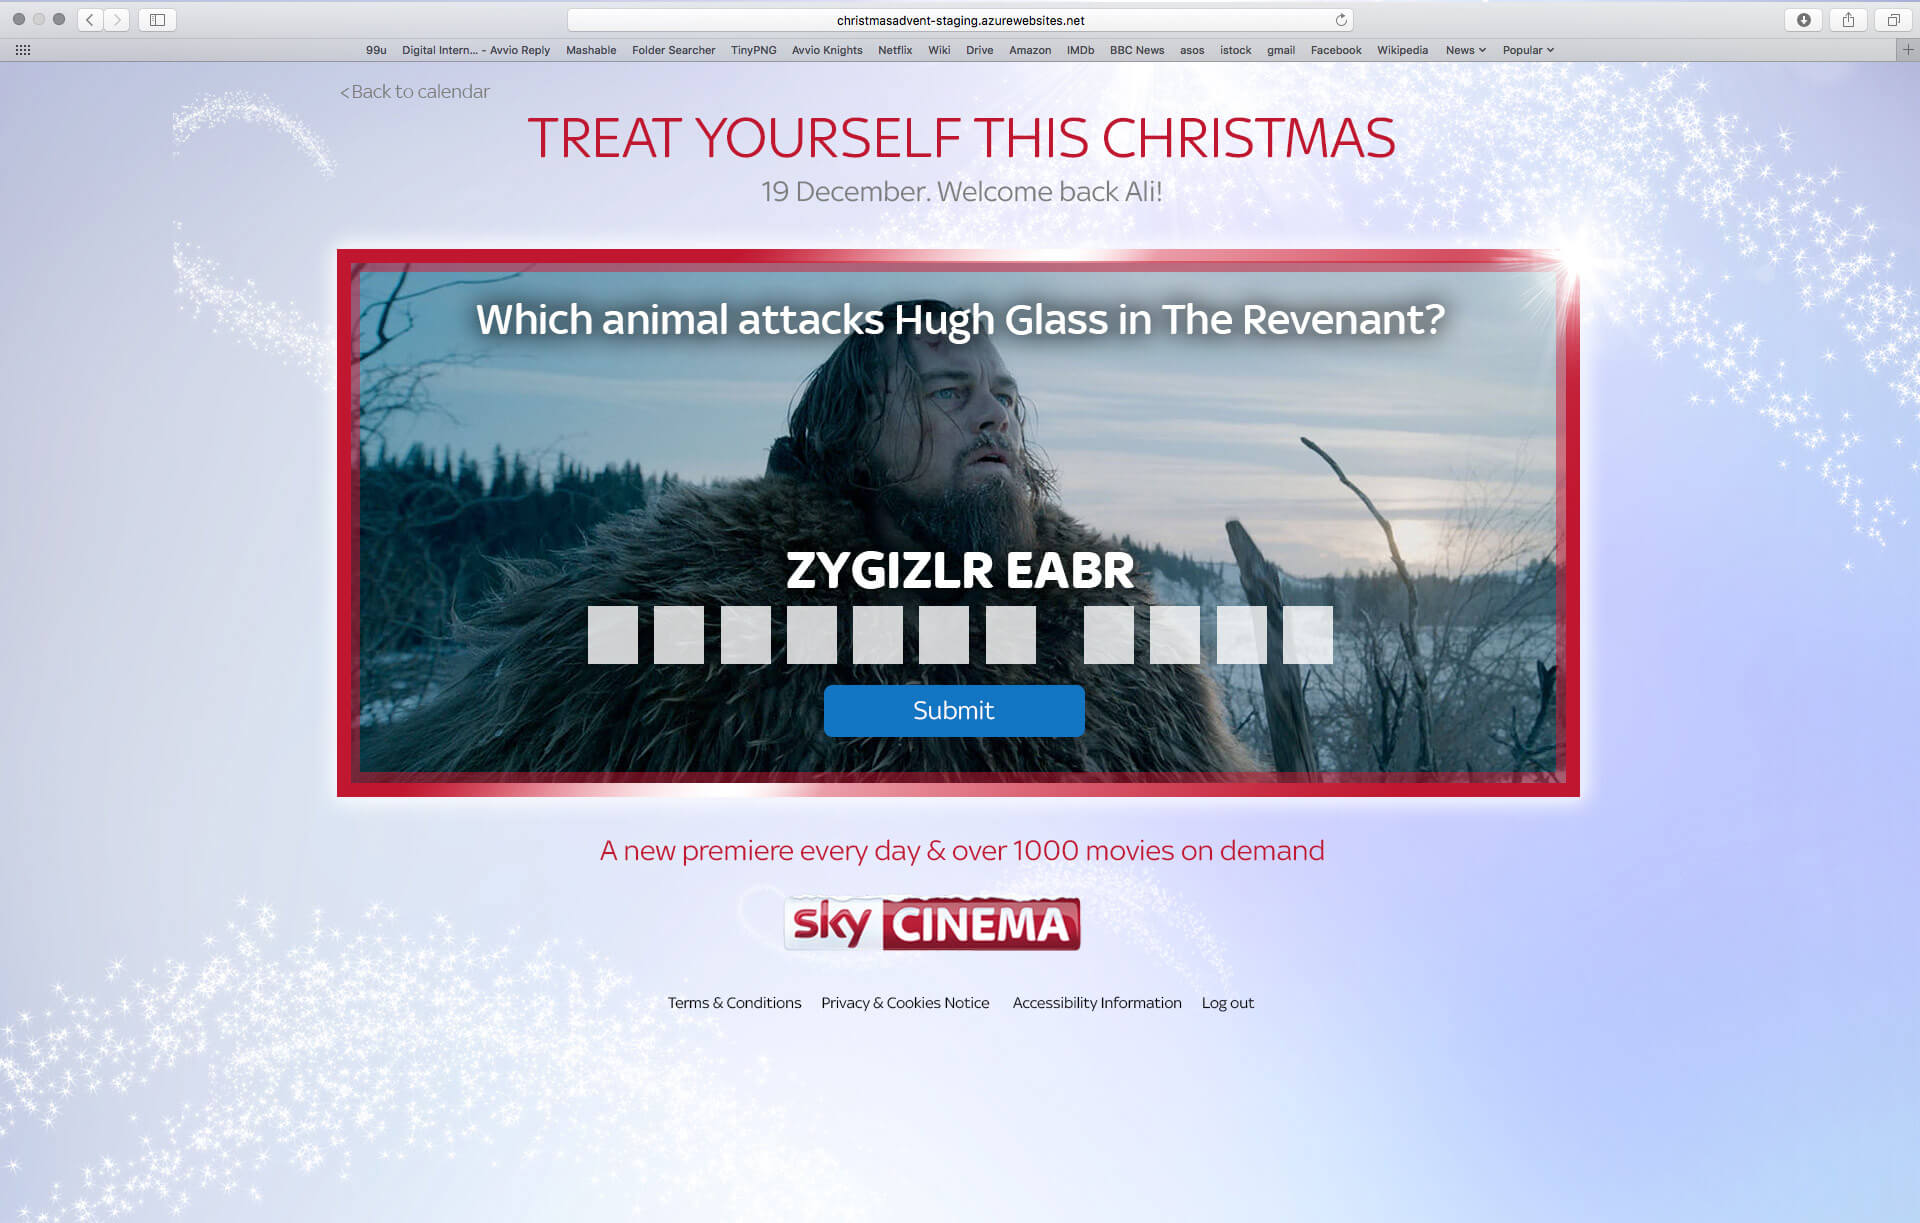 christmasadvent-staging.azurewebsites.net
99u Digital Intern... - Avvio Reply Mashable Folder Searcher TinyPNG Avvio Knights Netflix Wiki Drive Amazon IMDb BBC News asos istock gmail Facebook Wikipedia News Popular
<Back to calendar
TREAT YOURSELF THIS CHRISTMAS
19 December. Welcome back Ali!
Which animal attacks Hugh Glass in The Revenant?
ZYGIZLR EABR
Submit
A new premiere every day & over 1000 movies on demand
sky CINEMA
Terms & Conditions Privacy & Cookies Notice Accessibility Information Log out